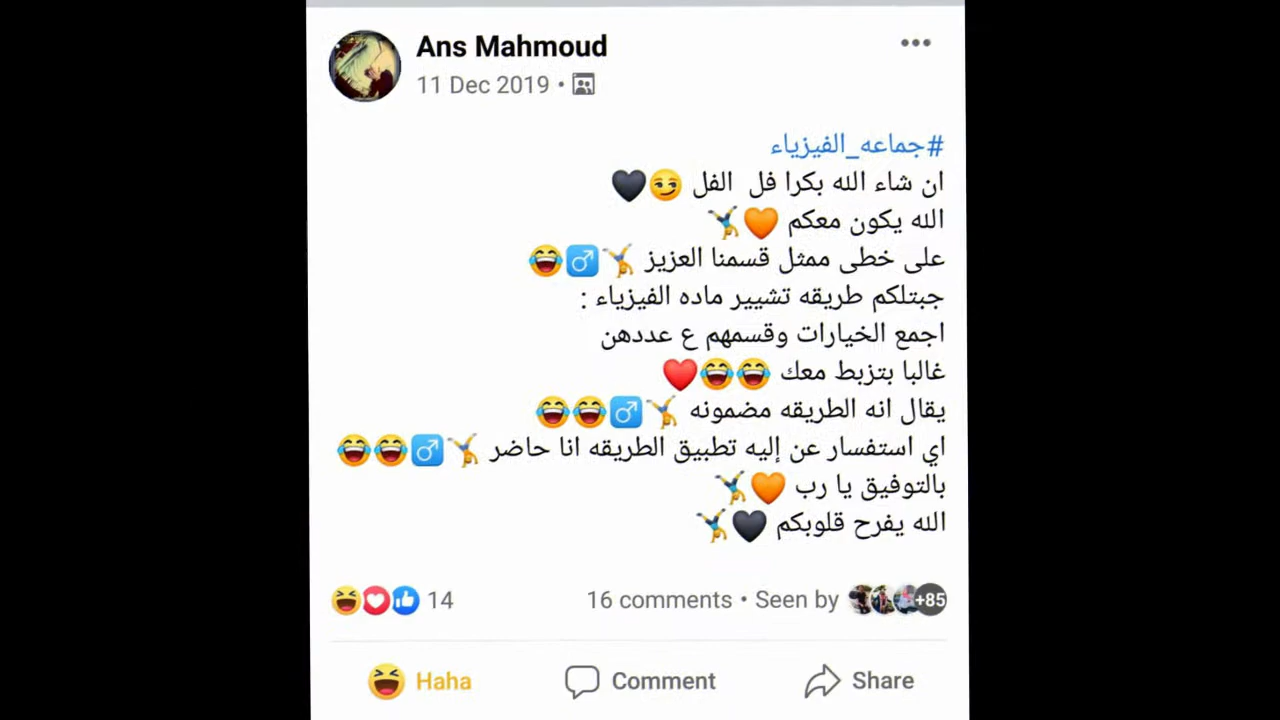 Ans Mahmoud
11 Dec 2019 •
#جماعه_الفيزياء
ان شاء الله بكرا فل الفل 😏🖤
الله يكون معكم 🧡🤸
على خطى ممثل قسمنا العزيز 🤸♂️😂
جبتلكم طريقه تشيير ماده الفيزياء :
اجمع الخيارات وقسمهم ع عددهن
غالبا بتزبط معك 😂😂❤️
يقال انه الطريقه مضمونه 🤸♂️😂😂
اي استفسار عن إليه تطبيق الطريقه انا حاضر 🤸♂️😂😂
بالتوفيق يا رب 🧡🤸
الله يفرح قلوبكم 🖤🤸
14
16 comments • Seen by +85
Haha Comment Share